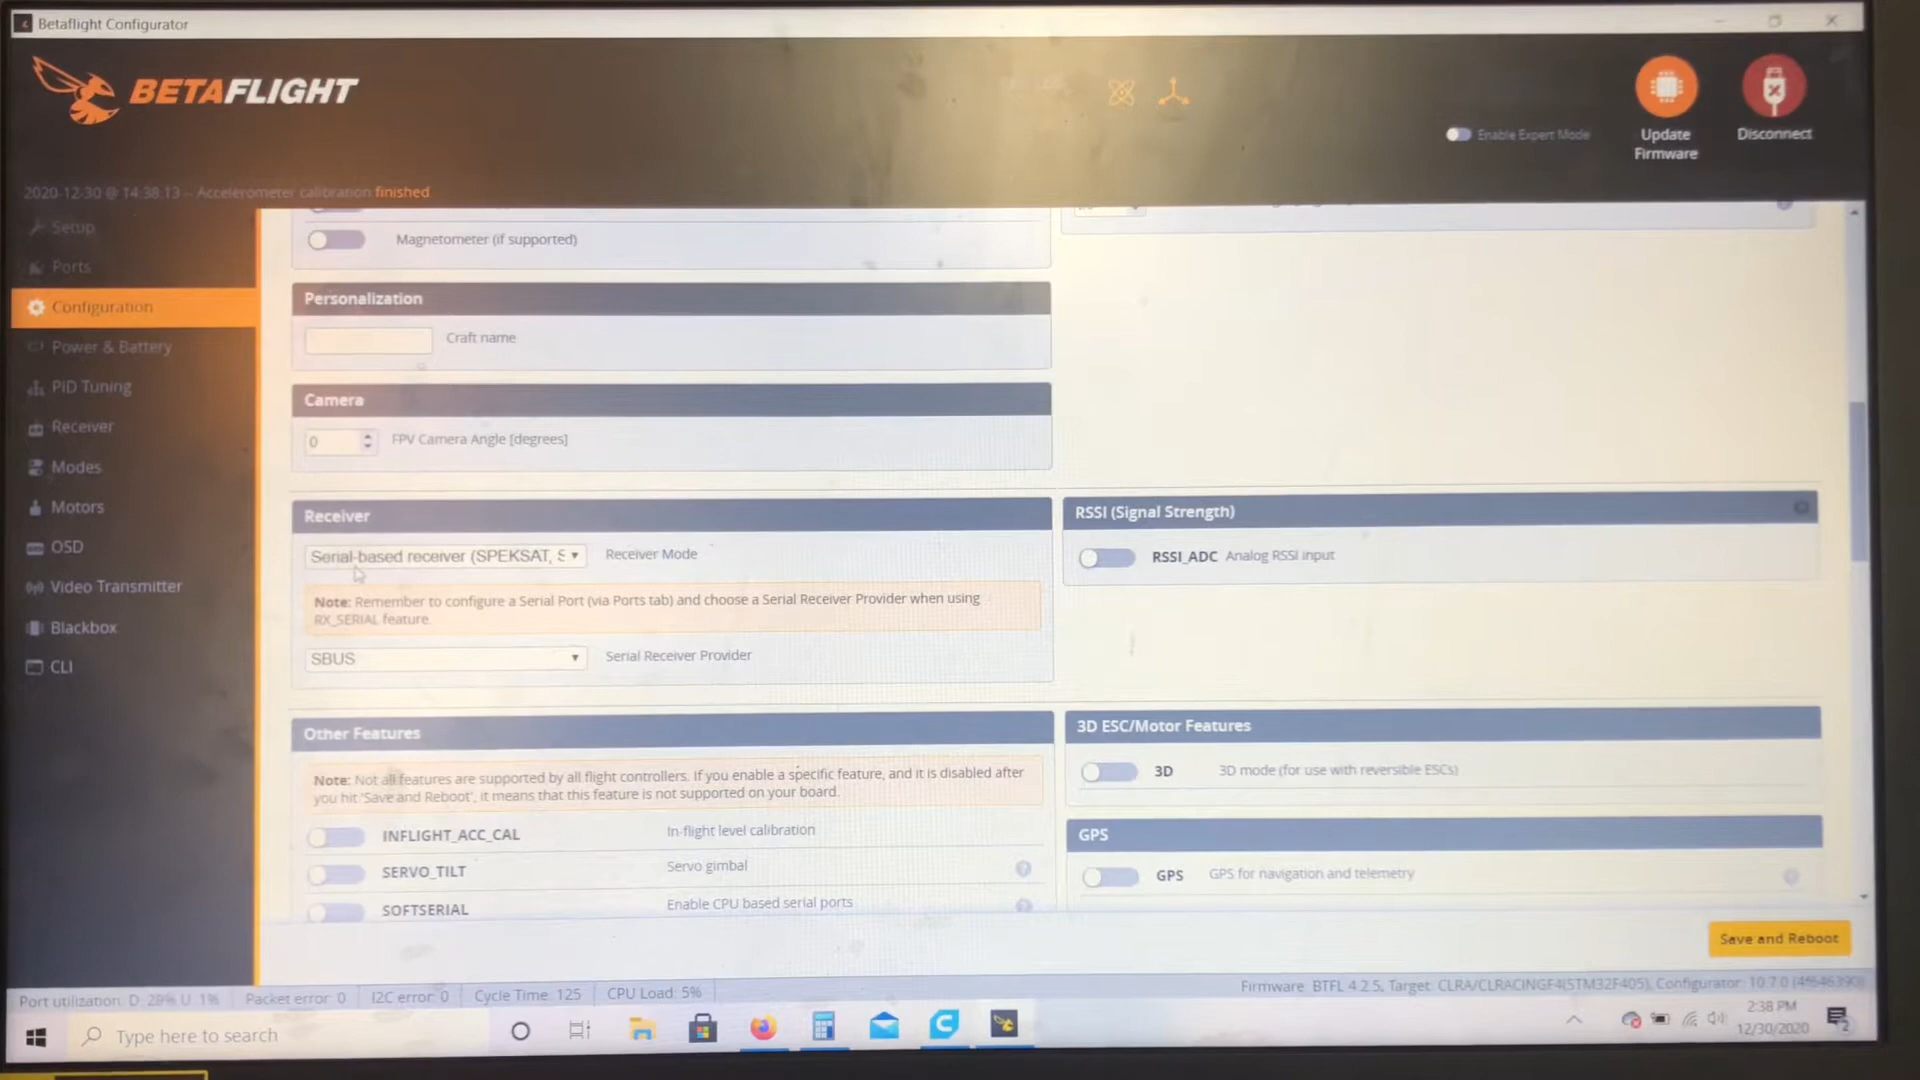 Betaflight Configurator
BETAFLIGHT
Enable Expert Mode
Update
Firmware
Disconnect
2020-12-30 @ 14:38:13 -- Accelerometer calibration finished
Setup
Ports
Configuration
Power & Battery
PID Tuning
Receiver
Modes
Motors
OSD
Video Transmitter
Blackbox
CLI
Magnetometer (if supported)
Personalization
Craft name
Camera
0
FPV Camera Angle [degrees]
Receiver
Serial-based receiver (SPEKSAT, S
Receiver Mode
Note: Remember to configure a Serial Port (via Ports tab) and choose a Serial Receiver Provider when using
RX_SERIAL feature.
SBUS
Serial Receiver Provider
RSSI (Signal Strength)
RSSI_ADC Analog RSSI input
Other Features
Note: Not all features are supported by all flight controllers. If you enable a specific feature, and it is disabled after
you hit 'Save and Reboot', it means that this feature is not supported on your board.
INFLIGHT_ACC_CAL In-flight level calibration
SERVO_TILT Servo gimbal
SOFTSERIAL Enable CPU based serial ports
3D ESC/Motor Features
3D 3D mode (for use with reversible ESCs)
GPS
GPS GPS for navigation and telemetry
Save and Reboot
Port utilization: D: 28% U: 1% Packet error: 0 I2C error: 0 Cycle Time: 125 CPU Load: 5%
Firmware: BTFL 4.2.5, Target: CLRA/CLRACINGF4(STM32F405), Configurator: 10.7.0
Type here to search
2:38 PM
12/30/2020
2